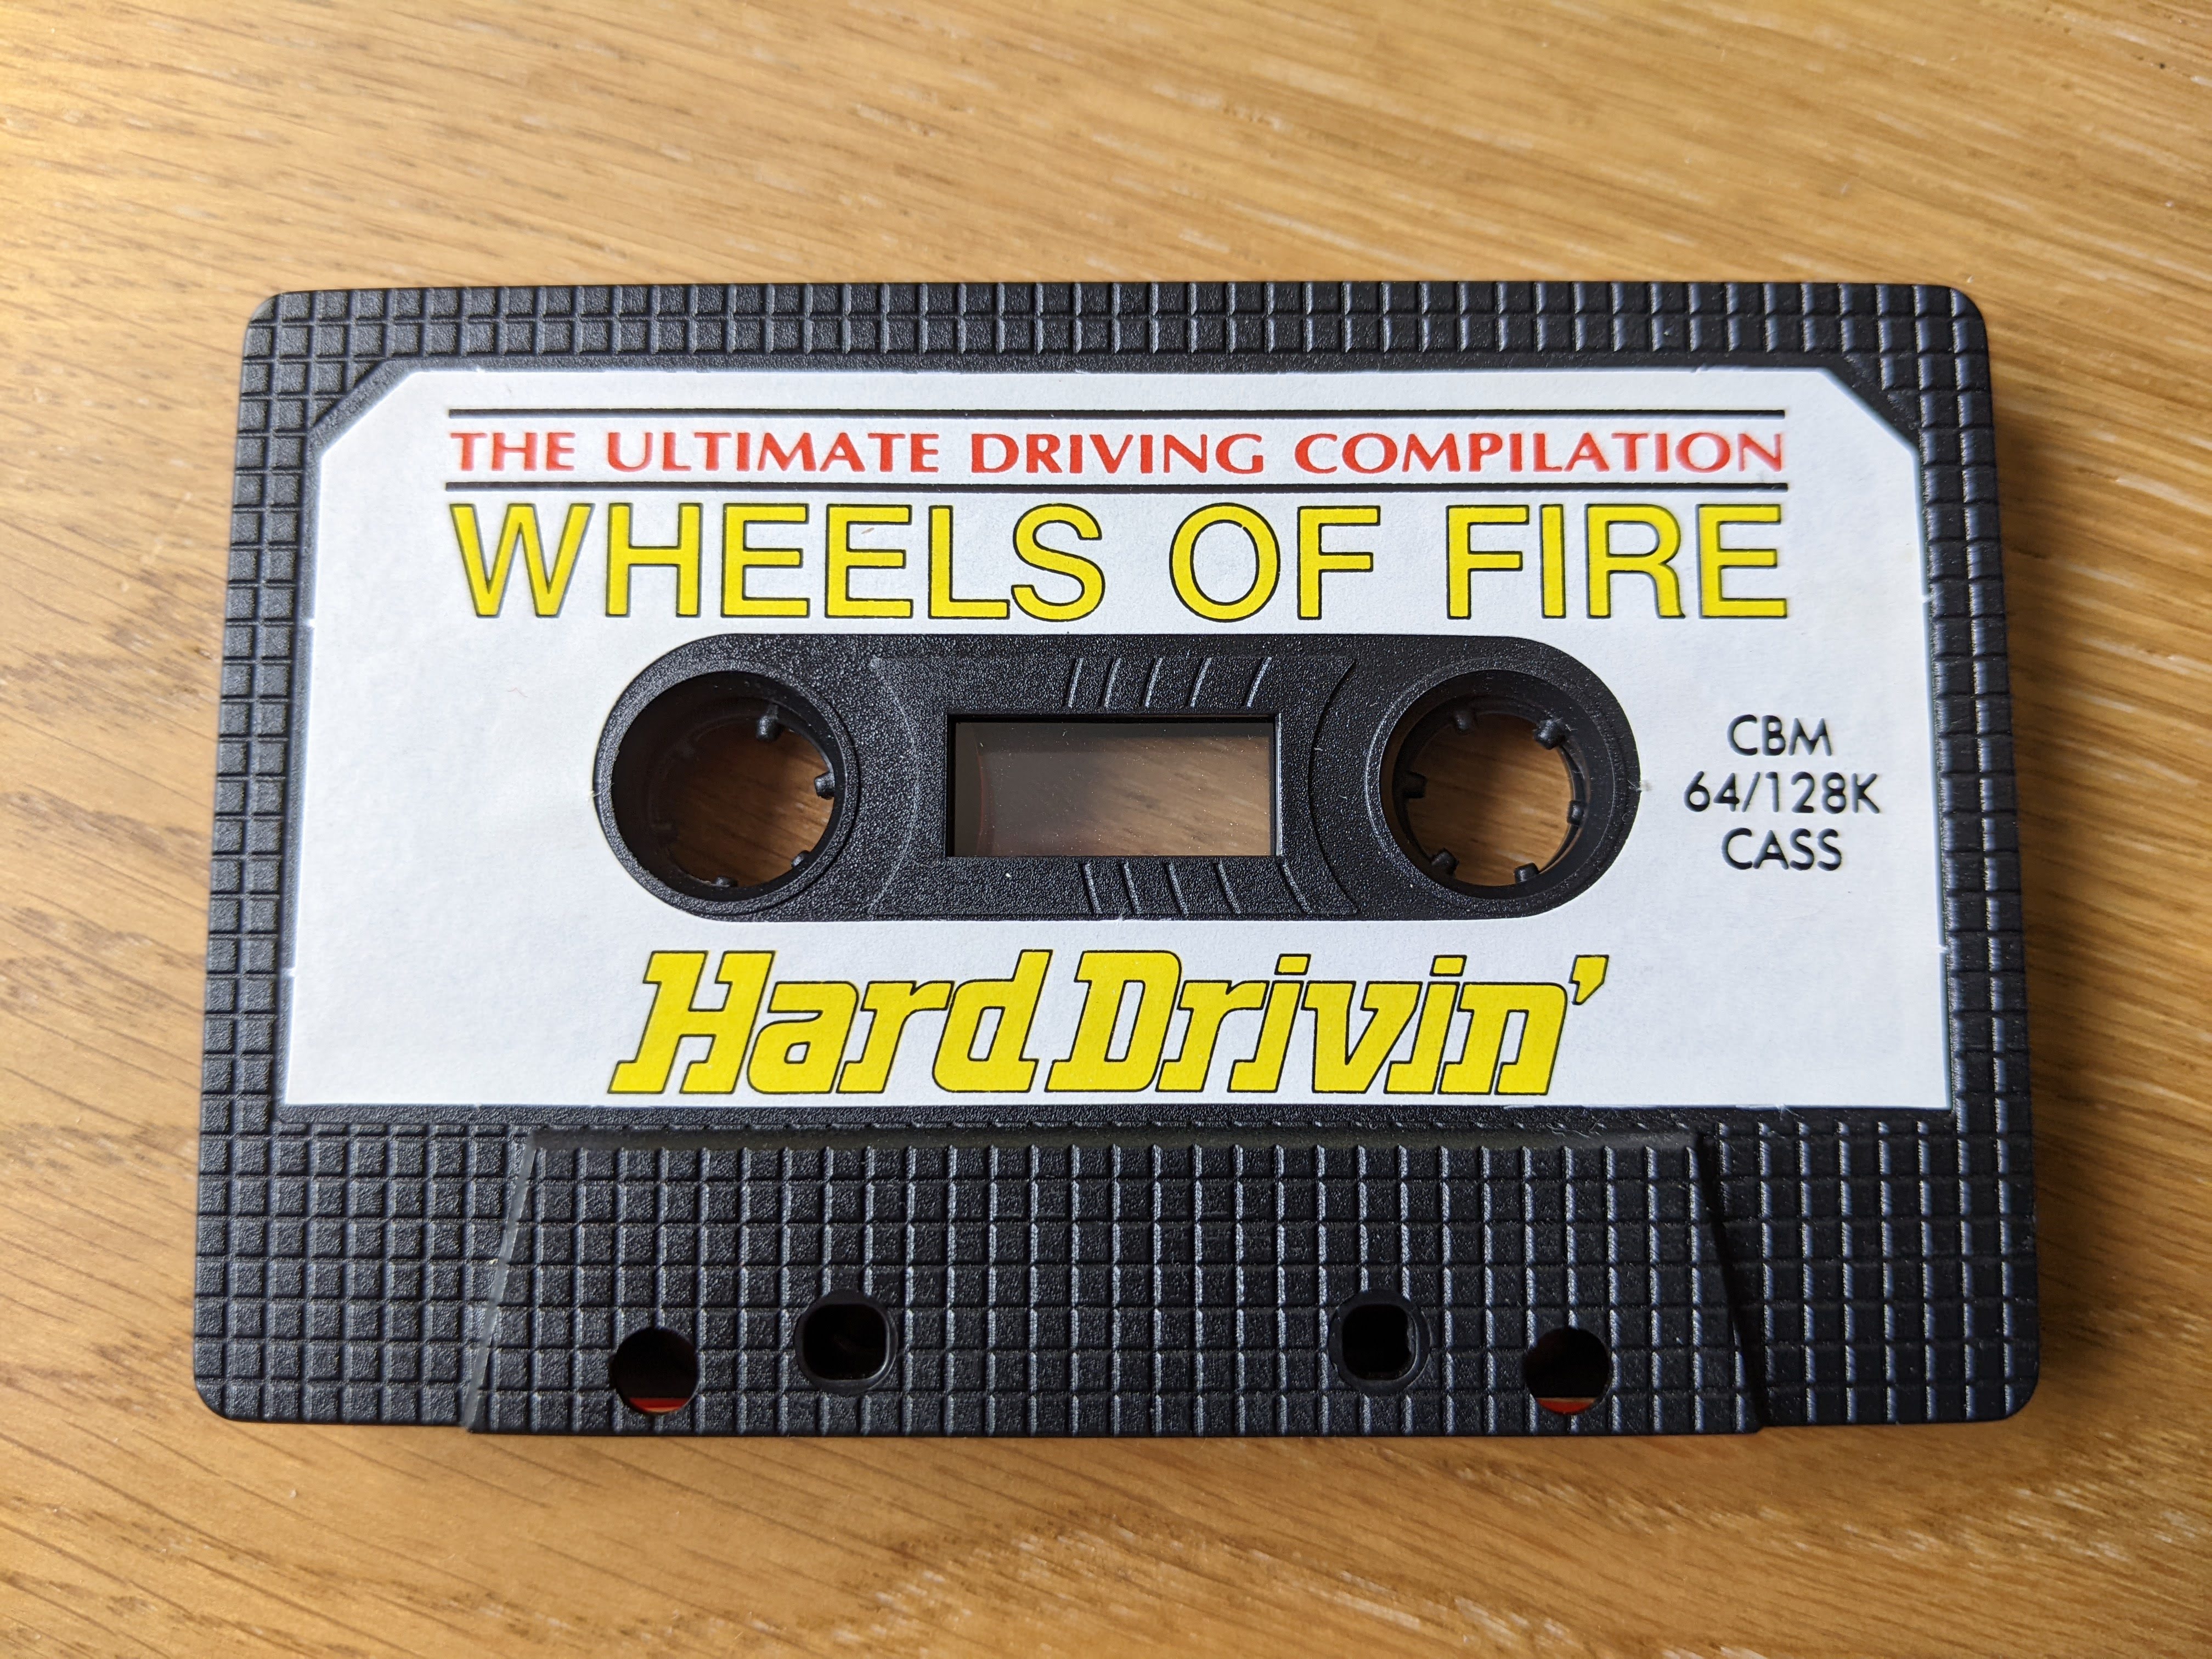 THE ULTIMATE DRIVING COMPILATION
WHEELS OF FIRE
CBM
64/128K
CASS
Hard Drivin'